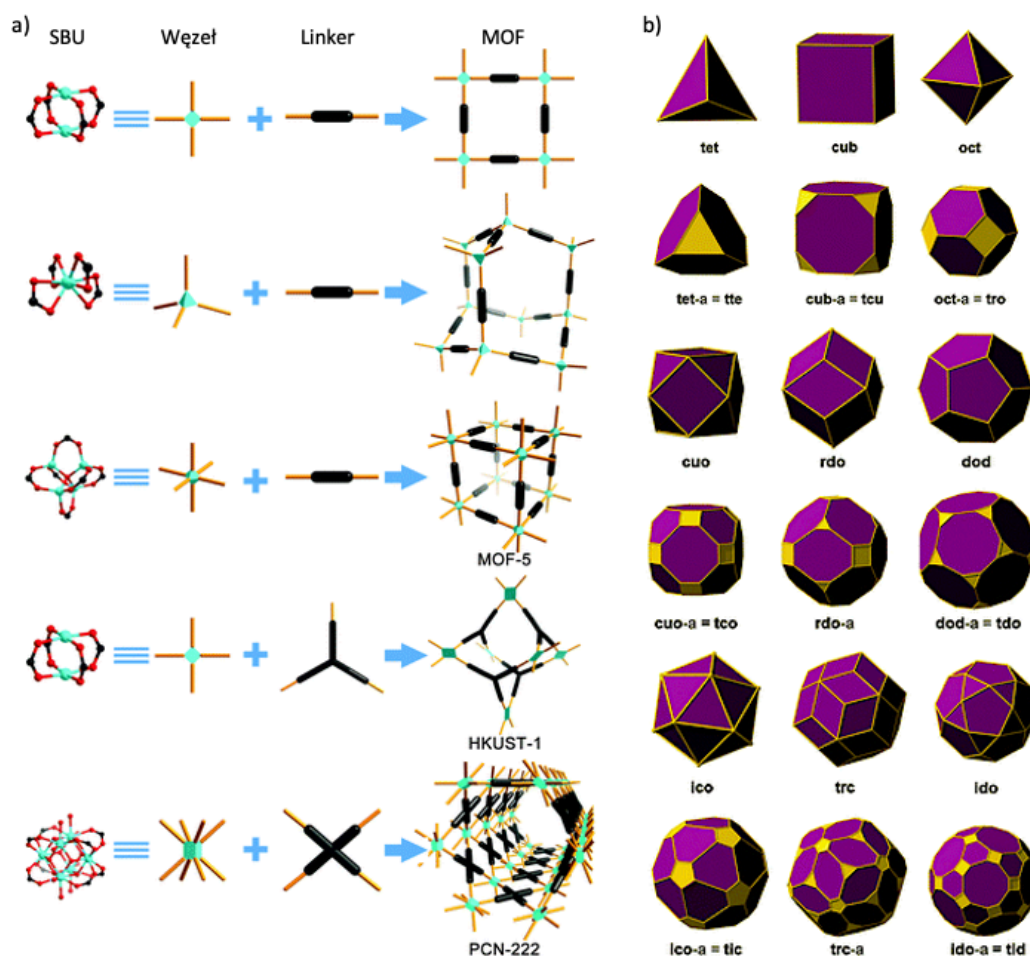 a)
SBU Węzeł Linker MOF
MOF-5
HKUST-1
PCN-222
b)
tet cub oct
tet-a = tte cub-a = tcu oct-a = tro
cuo rdo dod
cuo-a = tco rdo-a dod-a = tdo
ico trc ido
ico-a = tic trc-a ido-a = tid